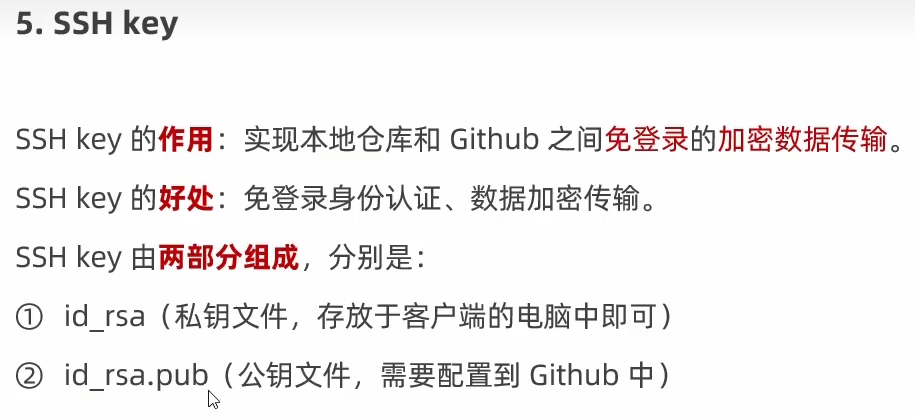 5. SSH key
SSH key 的作用：实现本地仓库和 Github 之间免登录的加密数据传输。
SSH key 的好处：免登录身份认证、数据加密传输。
SSH key 由两部分组成，分别是：
① id_rsa（私钥文件，存放于客户端的电脑中即可）
② id_rsa.pub（公钥文件，需要配置到 Github 中）